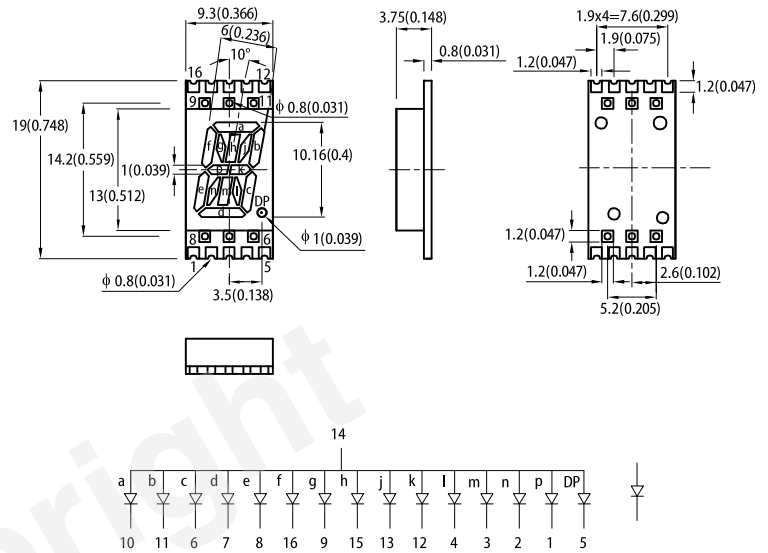 9.3(0.366)
6(0.236)
10°
16 12
9 11
ϕ 0.8(0.031)
19(0.748)
14.2(0.559)
13(0.512)
1(0.039)
10.16(0.4)
a
f g h j b
p k
e n m l c
d
DP
8 6
1 5
ϕ 1(0.039)
ϕ 0.8(0.031)
3.5(0.138)
3.75(0.148)
0.8(0.031)
1.9x4=7.6(0.299)
1.9(0.075)
1.2(0.047)
1.2(0.047)
1.2(0.047)
1.2(0.047)
2.6(0.102)
5.2(0.205)
14
a b c d e f g h j k l m n p DP
10 11 6 7 8 16 9 15 13 12 4 3 2 1 5
right